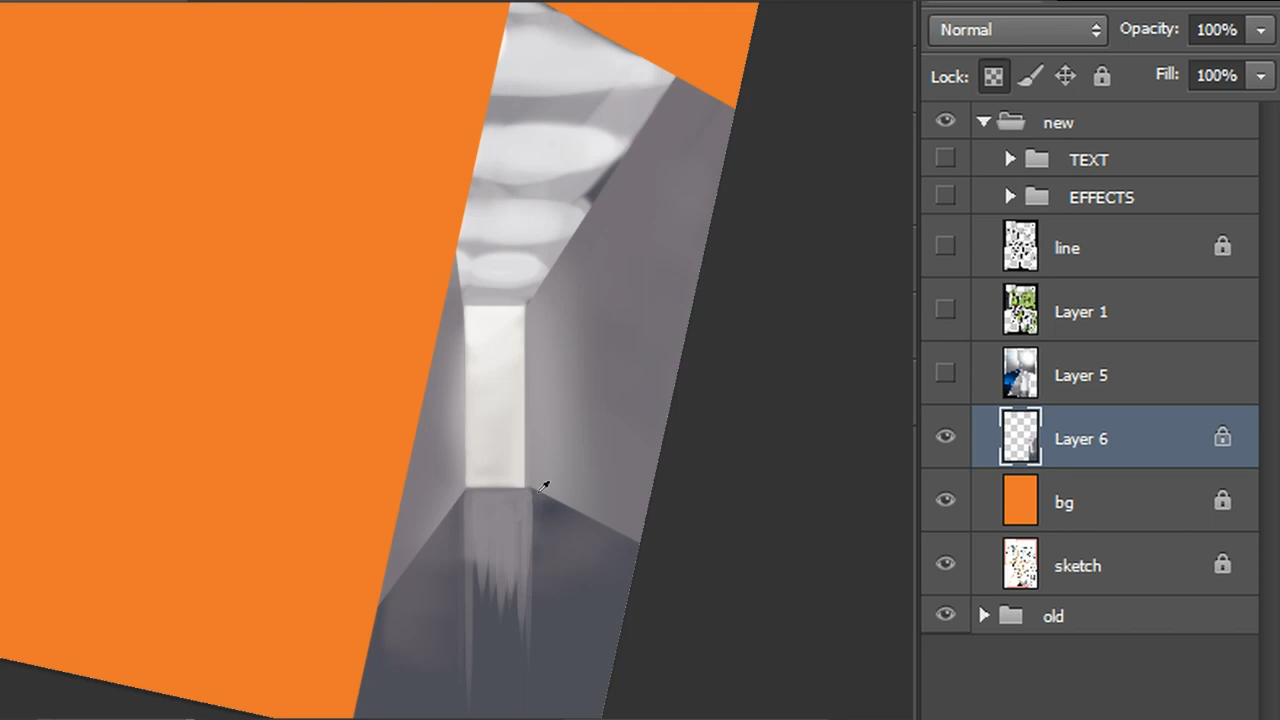 Normal Opacity: 100%
Lock: Fill: 100%
new
TEXT
EFFECTS
line
Layer 1
Layer 5
Layer 6
bg
sketch
old